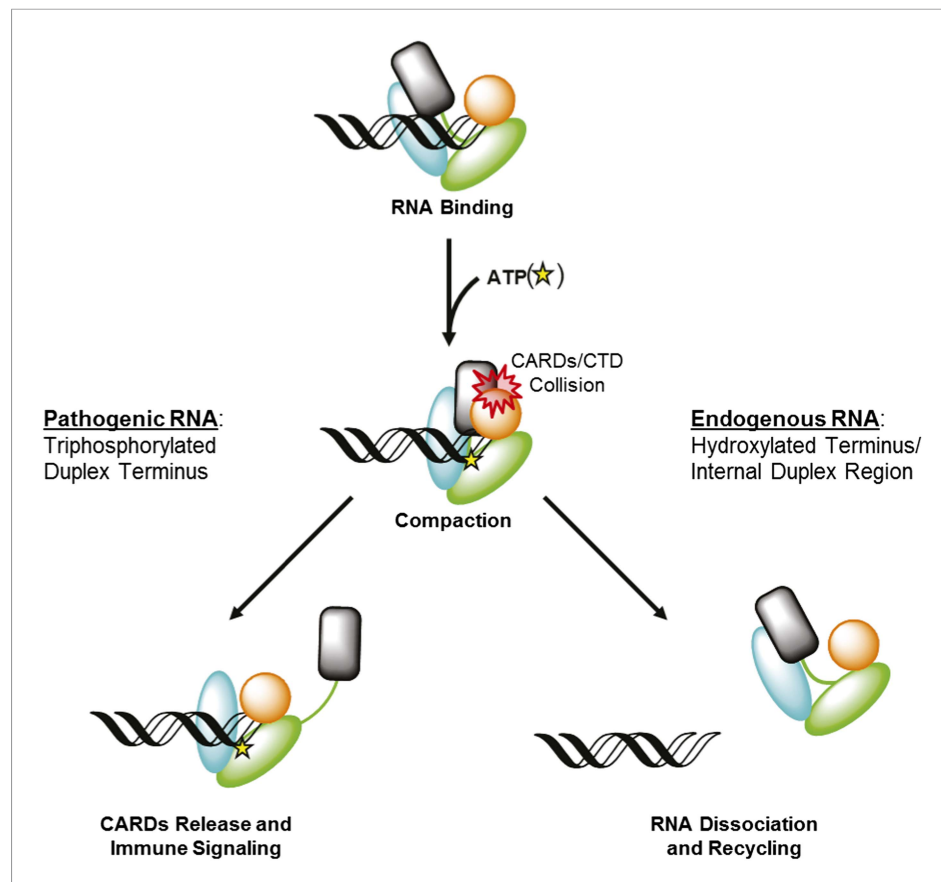 RNA Binding
ATP(☆)
CARDs/CTD
Collision
Pathogenic RNA:
Triphosphorylated
Duplex Terminus
Endogenous RNA:
Hydroxylated Terminus/
Internal Duplex Region
Compaction
CARDs Release and
Immune Signaling
RNA Dissociation
and Recycling